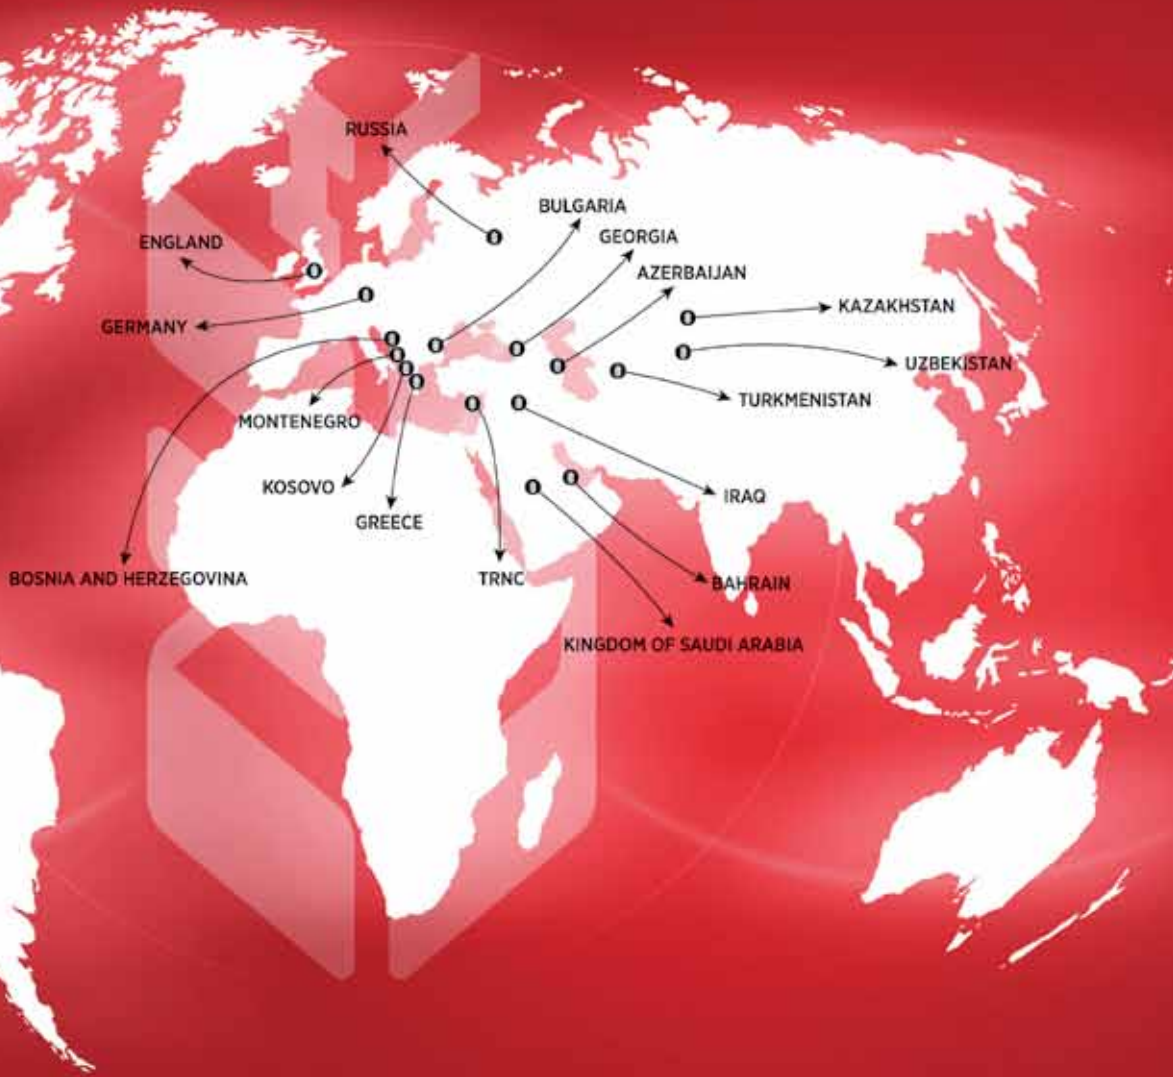 RUSSIA
BULGARIA
GEORGIA
ENGLAND
AZERBAIJAN
KAZAKHSTAN
GERMANY
UZBEKISTAN
TURKMENISTAN
MONTENEGRO
KOSOVO
IRAQ
GREECE
BOSNIA AND HERZEGOVINA
TRNC
BAHRAIN
KINGDOM OF SAUDI ARABIA